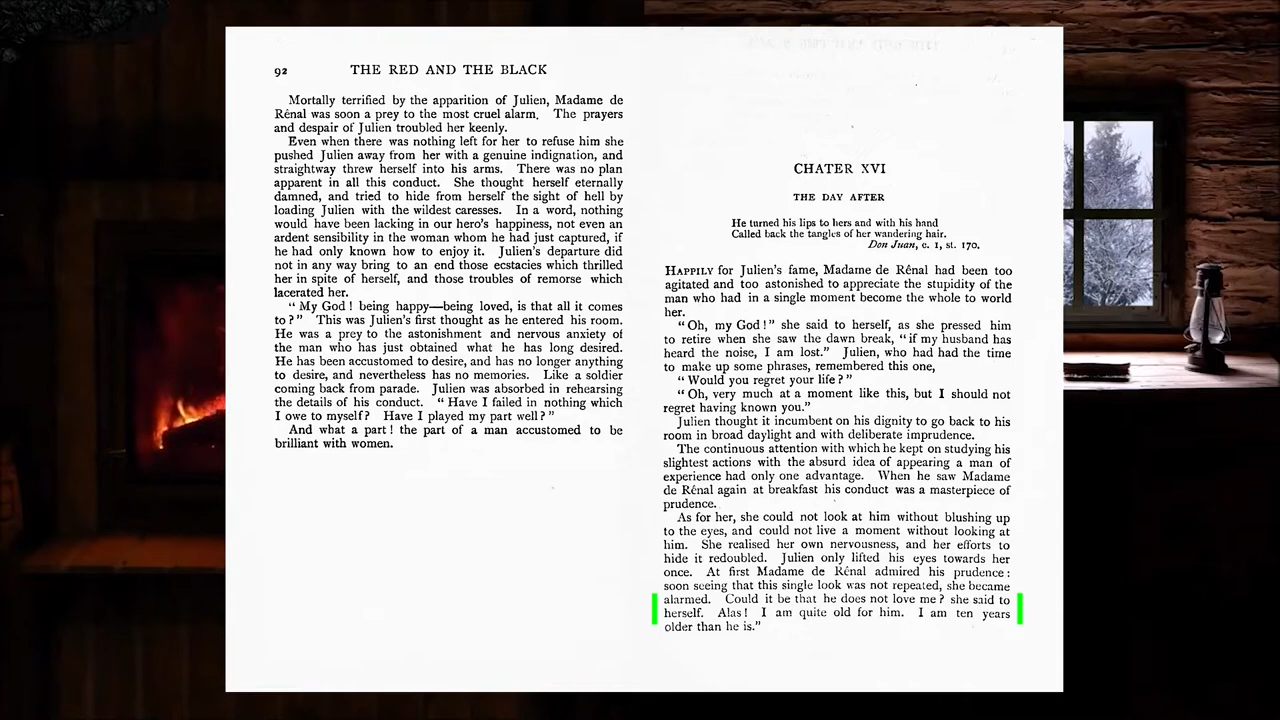 92
THE RED AND THE BLACK
Mortally terrified by the apparition of Julien, Madame de
Rénal was soon a prey to the most cruel alarm. The prayers
and despair of Julien troubled her keenly.
Even when there was nothing left for her to refuse him she
pushed Julien away from her with a genuine indignation, and
straightway threw herself into his arms. There was no plan
apparent in all this conduct. She thought herself eternally
damned, and tried to hide from herself the sight of hell by
loading Julien with the wildest caresses. In a word, nothing
would have been lacking in our hero's happiness, not even an
ardent sensibility in the woman whom he had just captured, if
he had only known how to enjoy it. Julien's departure did
not in any way bring to an end those ecstacies which thrilled
her in spite of herself, and those troubles of remorse which
lacerated her.
"My God! being happy—being loved, is that all it comes
to?" This was Julien's first thought as he entered his room.
He was a prey to the astonishment and nervous anxiety of
the man who has just obtained what he has long desired.
He has been accustomed to desire, and has no longer anything
to desire, and nevertheless has no memories. Like a soldier
coming back from parade. Julien was absorbed in rehearsing
the details of his conduct. "Have I failed in nothing which
I owe to myself? Have I played my part well?"
And what a part! the part of a man accustomed to be
brilliant with women.
CHATER XVI
THE DAY AFTER
He turned his lips to hers and with his hand
Called back the tangles of her wandering hair.
Don Juan, c. 1, st. 170.
HAPPILY for Julien's fame, Madame de Rénal had been too
agitated and too astonished to appreciate the stupidity of the
man who had in a single moment become the whole to world
her.
"Oh, my God!" she said to herself, as she pressed him
to retire when she saw the dawn break, "if my husband has
heard the noise, I am lost." Julien, who had had the time
to make up some phrases, remembered this one,
"Would you regret your life?"
"Oh, very much at a moment like this, but I should not
regret having known you."
Julien thought it incumbent on his dignity to go back to his
room in broad daylight and with deliberate imprudence.
The continuous attention with which he kept on studying his
slightest actions with the absurd idea of appearing a man of
experience had only one advantage. When he saw Madame
de Rénal again at breakfast his conduct was a masterpiece of
prudence.
As for her, she could not look at him without blushing up
to the eyes, and could not live a moment without looking at
him. She realised her own nervousness, and her efforts to
hide it redoubled. Julien only lifted his eyes towards her
once. At first Madame de Rénal admired his prudence:
soon seeing that this single look was not repeated, she became
alarmed. Could it be that he does not love me? she said to
herself. Alas! I am quite old for him. I am ten years
older than he is."